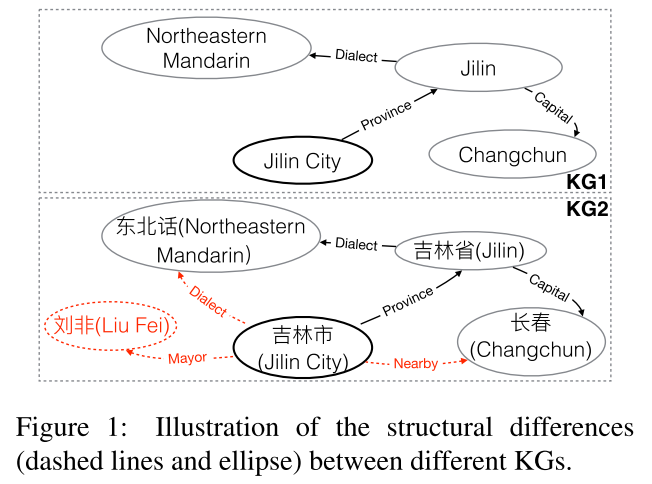 Northeastern
Mandarin
Dialect
Jilin
Province
Capital
Jilin City
Changchun
KG1
KG2
东北话(Northeastern
Mandarin)
Dialect
吉林省(Jilin)
Dialect
Province
Capital
刘非(Liu Fei)
吉林市
(Jilin City)
长春
(Changchun)
Mayor
Nearby
Figure 1: Illustration of the structural differences
(dashed lines and ellipse) between different KGs.